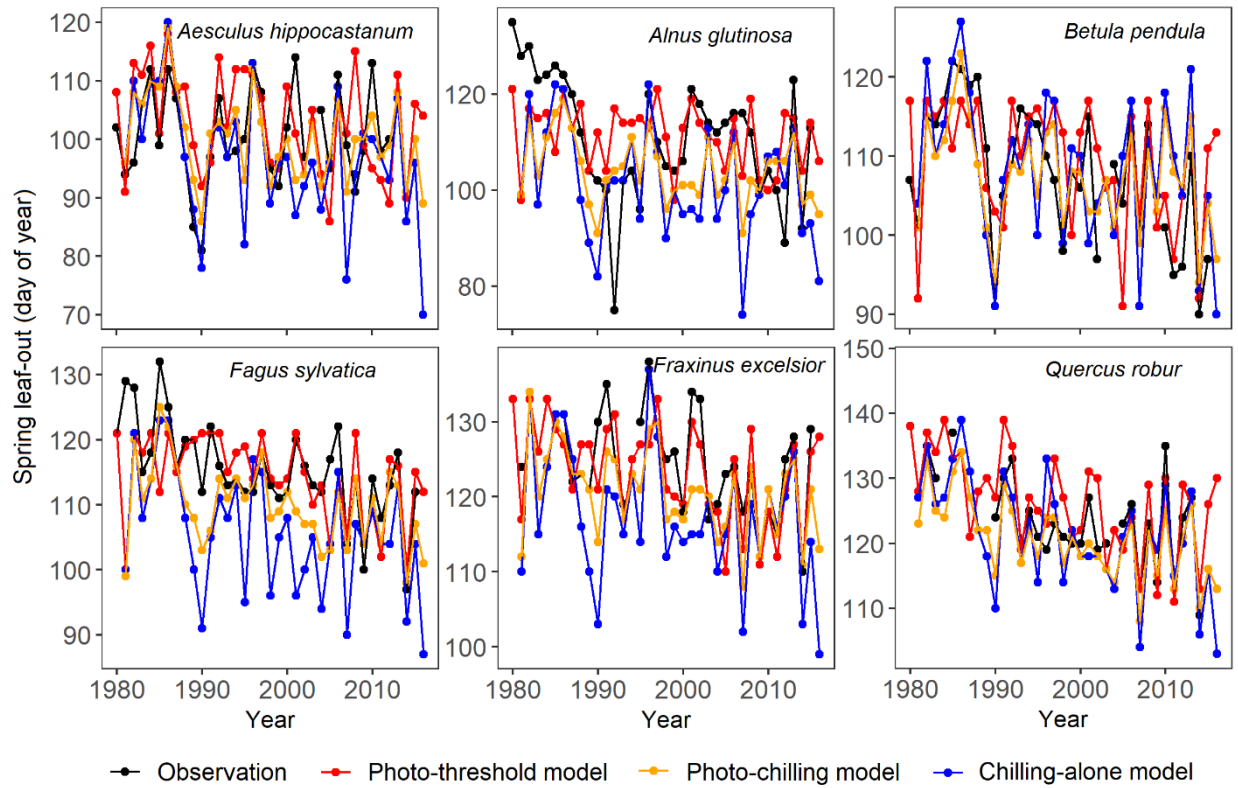 Aesculus hippocastanum
Alnus glutinosa
Betula pendula
120
110
100
90
80
70
120
100
80
120
110
100
90
Spring leaf-out (day of year)
Fagus sylvatica
Fraxinus excelsior
Quercus robur
130
120
110
100
90
130
120
110
100
150
140
130
120
110
1980 1990 2000 2010
1980 1990 2000 2010
1980 1990 2000 2010
Year
Year
Year
Observation
Photo-threshold model
Photo-chilling model
Chilling-alone model